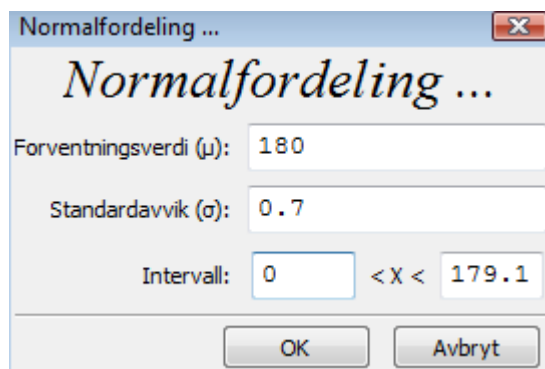 Normalfordeling ...
Normalfordeling ...
Forventningsverdi (μ): 180
Standardavvik (σ): 0.7
Intervall: 0 < X < 179.1
OK Avbryt